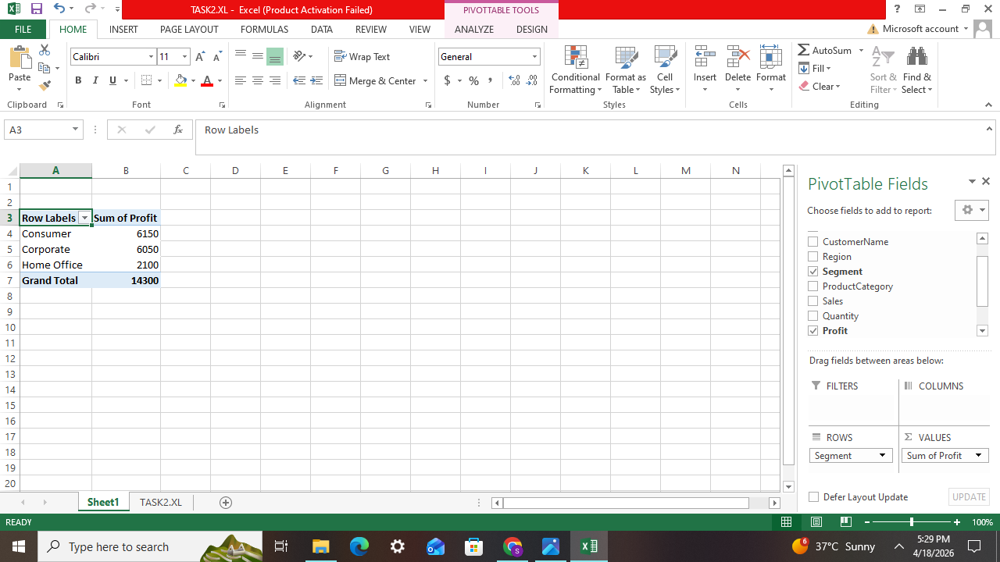 TASK2.XL - Excel (Product Activation Failed)
PIVOTTABLE TOOLS
?
FILE
HOME
INSERT
PAGE LAYOUT
FORMULAS
DATA
REVIEW
VIEW
ANALYZE
DESIGN
Microsoft account
Paste
Clipboard
Calibri
11
B I U
Font
Wrap Text
Merge & Center
Alignment
General
$ % ,
Number
Conditional Formatting
Format as Table
Cell Styles
Styles
Insert
Delete
Format
Cells
AutoSum
Fill
Clear
Sort & Filter
Find & Select
Editing
A3
fx
Row Labels
A B C D E F G H I J K L M N
1
2
3 Row Labels Sum of Profit
4 Consumer 6150
5 Corporate 6050
6 Home Office 2100
7 Grand Total 14300
8
9
10
11
12
13
14
15
16
17
18
19
20
PivotTable Fields
Choose fields to add to report:
CustomerName
Region
Segment
ProductCategory
Sales
Quantity
Profit
Drag fields between areas below:
FILTERS
COLUMNS
ROWS
Σ VALUES
Segment
Sum of Profit
Defer Layout Update
UPDATE
Sheet1
TASK2.XL
READY
100%
Type here to search
6
37°C Sunny
5:29 PM
4/18/2026